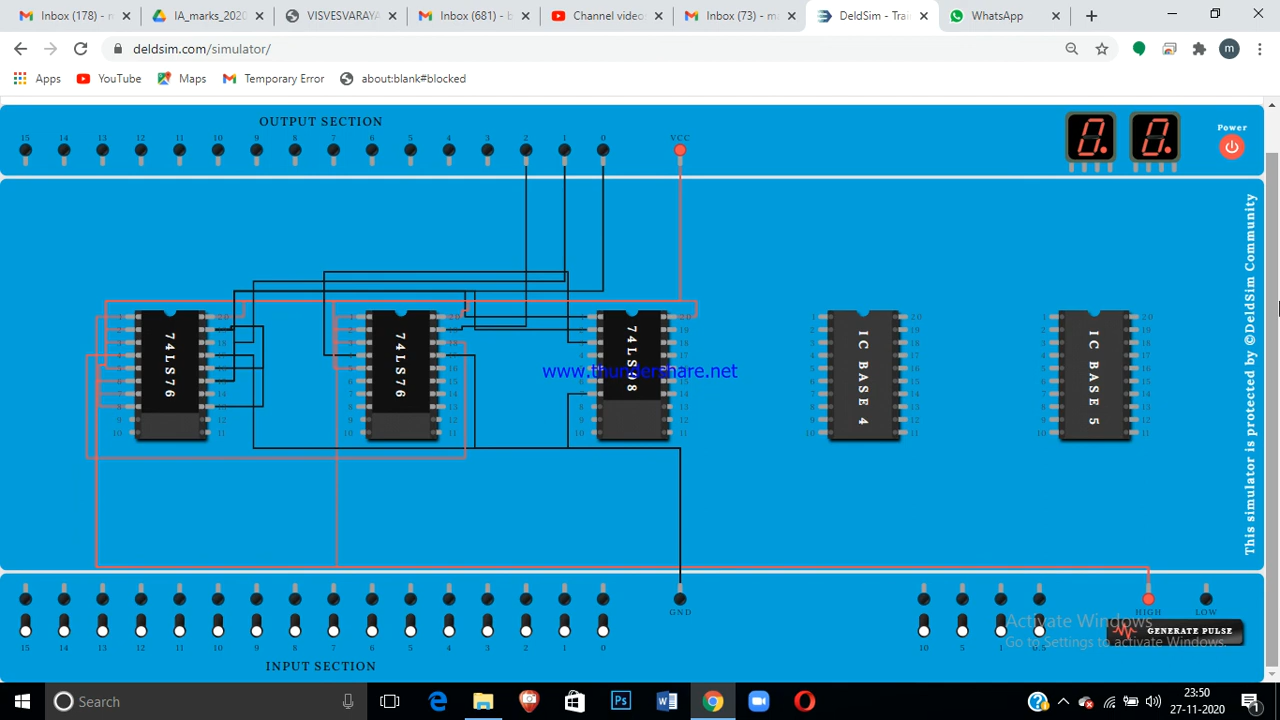 Inbox (178) - m
IA_marks_2020
VISVESVARAYA
Inbox (681) - b
Channel video
Inbox (73) - m
DeldSim - Trai
WhatsApp
deldsim.com/simulator/
m
Apps
YouTube
Maps
Temporary Error
about:blank#blocked
OUTPUT SECTION
15 14 13 12 11 10 9 8 7 6 5 4 3 2 1 0 VCC
Power
This simulator is protected by ©DeldSim Community
74LS76
74LS76
IC BASE 4
IC BASE 5
www.thundershare.net
GND
HIGH LOW
GENERATE PULSE
15 14 13 12 11 10 9 8 7 6 5 4 3 2 1 0
10 5 1 0.5
INPUT SECTION
Activate Windows
Go to Settings to activate Windows.
Search
23:50
27-11-2020